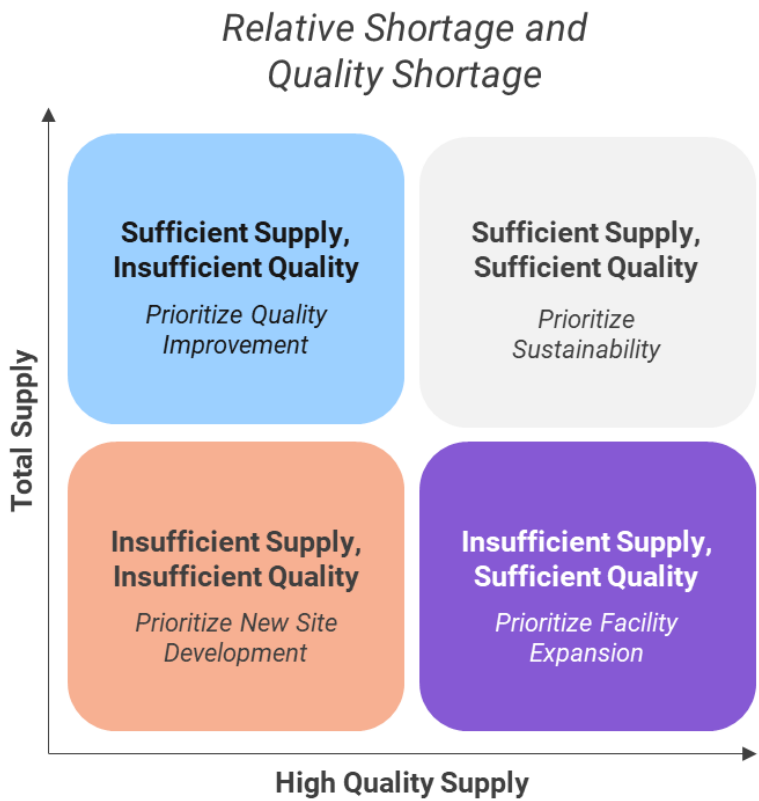 Relative Shortage and
Quality Shortage
Total Supply
Sufficient Supply,
Insufficient Quality
Prioritize Quality
Improvement
Sufficient Supply,
Sufficient Quality
Prioritize
Sustainability
Insufficient Supply,
Insufficient Quality
Prioritize New Site
Development
Insufficient Supply,
Sufficient Quality
Prioritize Facility
Expansion
High Quality Supply